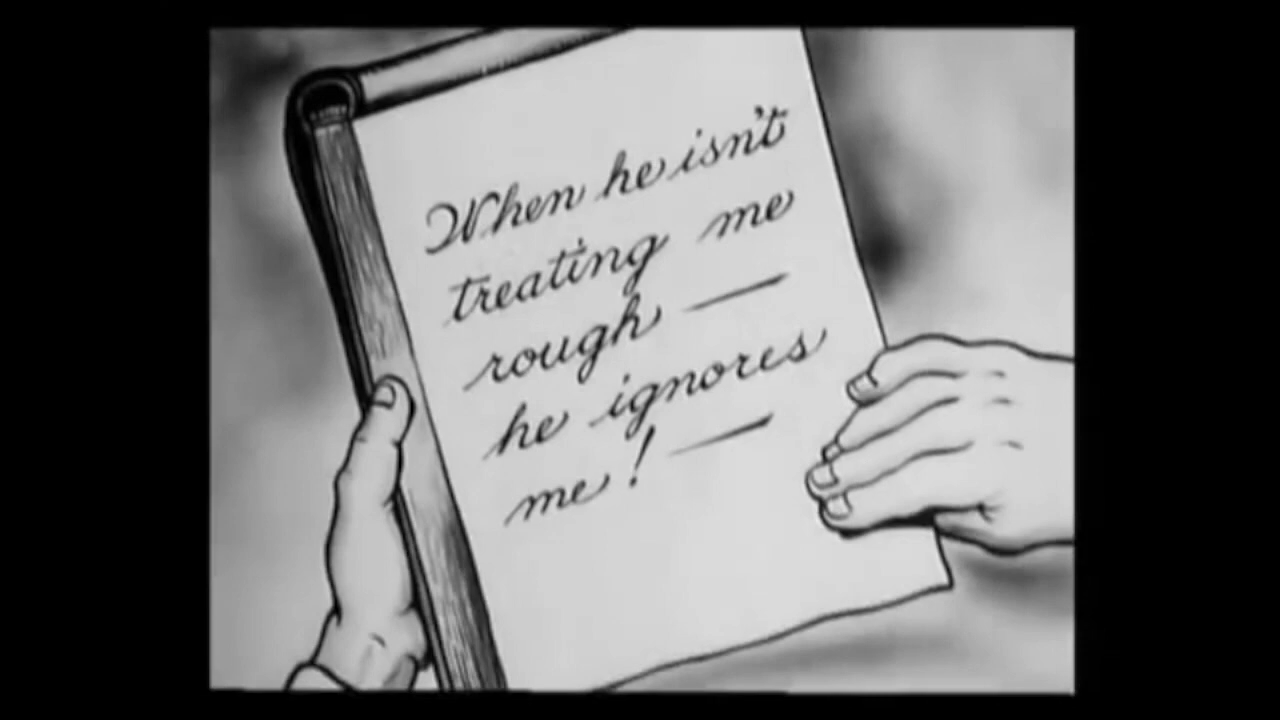 When he isn't
treating me
rough —
he ignores
me! —